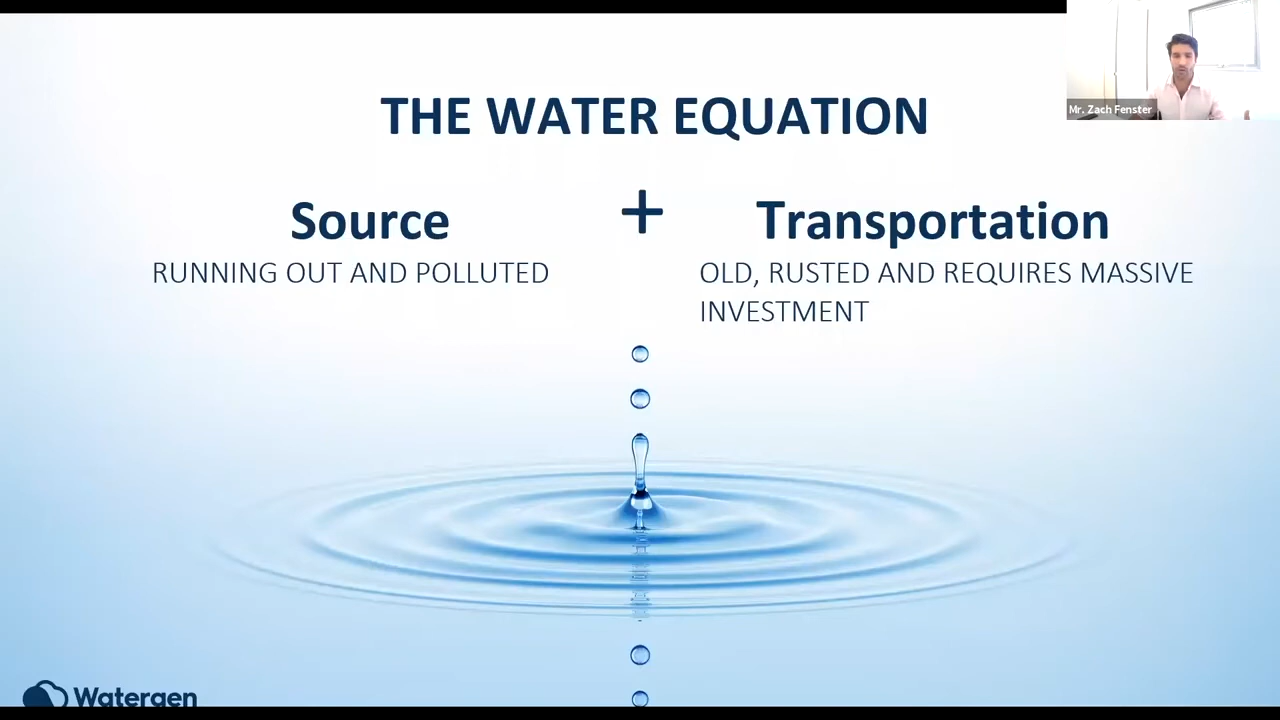 Mr. Zach Fenster
THE WATER EQUATION
Source + Transportation
RUNNING OUT AND POLLUTED
OLD, RUSTED AND REQUIRES MASSIVE
INVESTMENT
Watergen